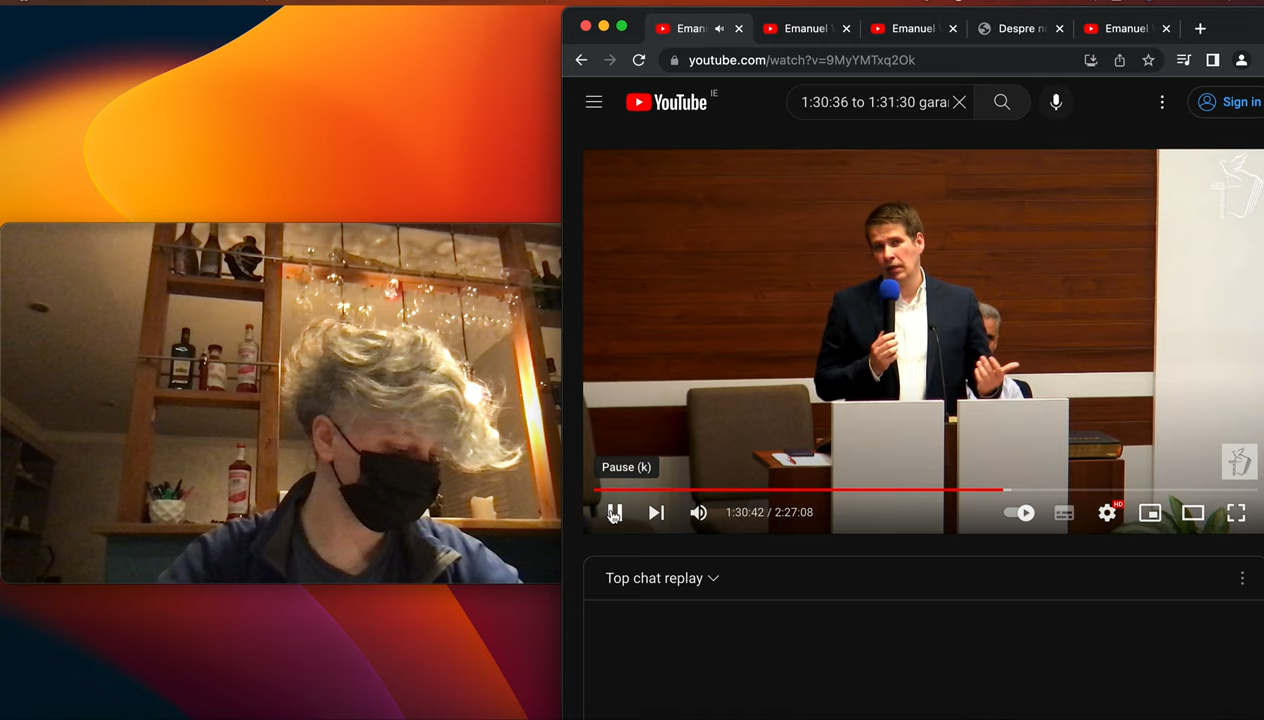 Eman
Emanuel
Emanuel
Despre n
Emanuel
youtube.com/watch?v=9MyYMTxq2Ok
YouTube IE
1:30:36 to 1:31:30 gara
Sign in
Pause (k)
1:30:42 / 2:27:08
HD
Top chat replay